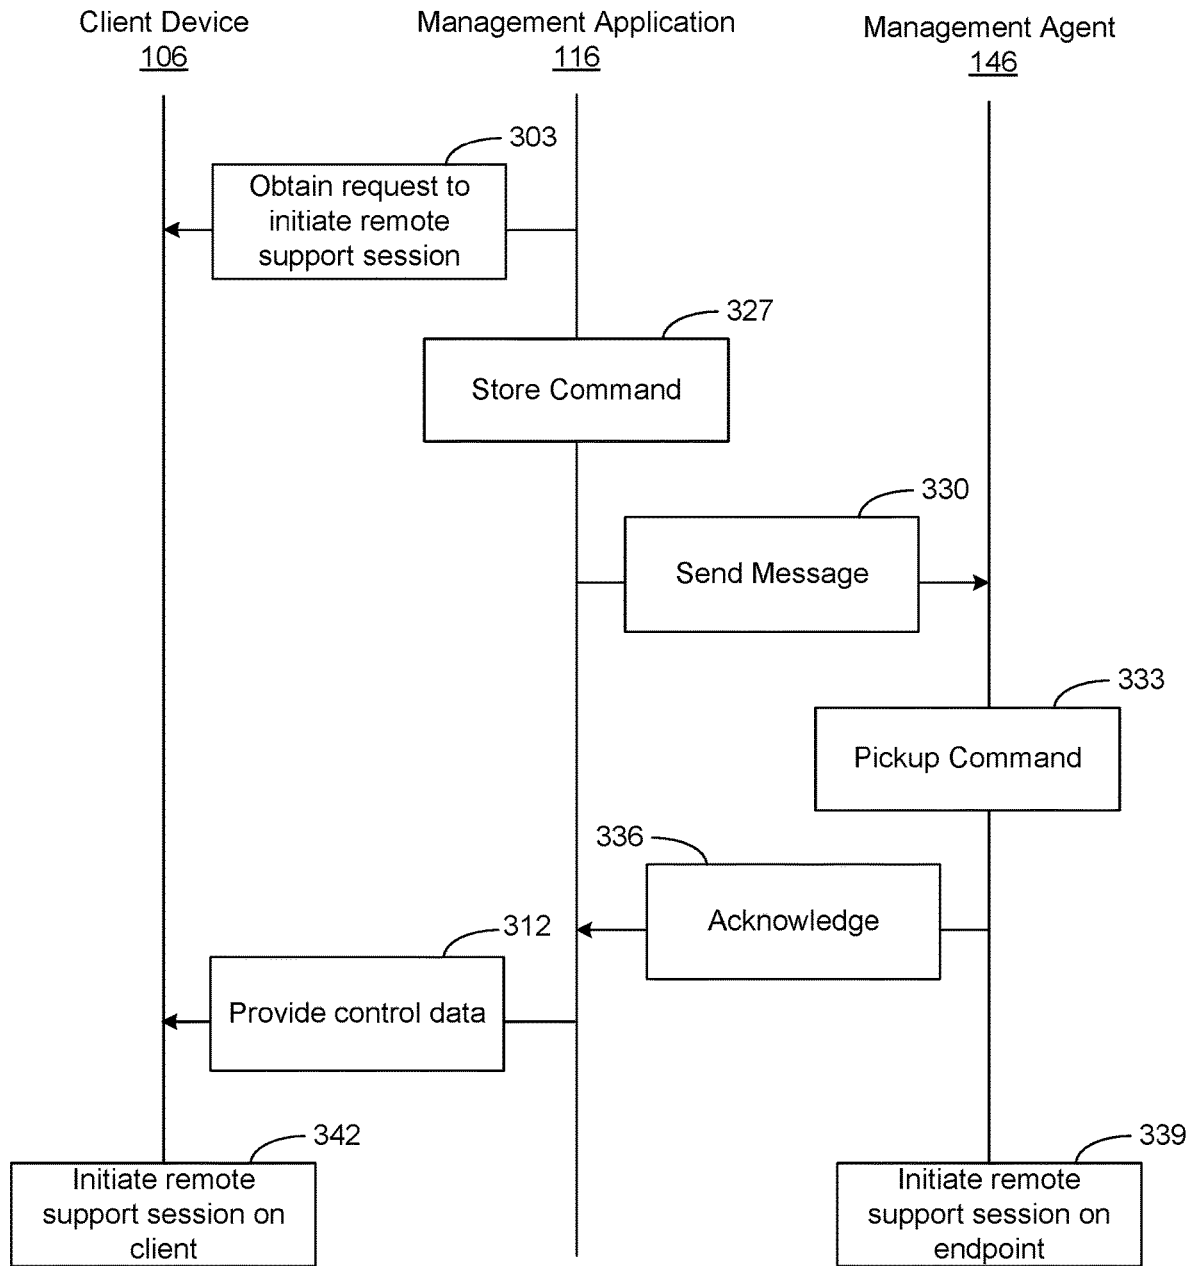 Client Device
106
Management Application
116
Management Agent
146
303
Obtain request to
initiate remote
support session
327
Store Command
330
Send Message
333
Pickup Command
336
Acknowledge
312
Provide control data
342
Initiate remote
support session on
client
339
Initiate remote
support session on
endpoint